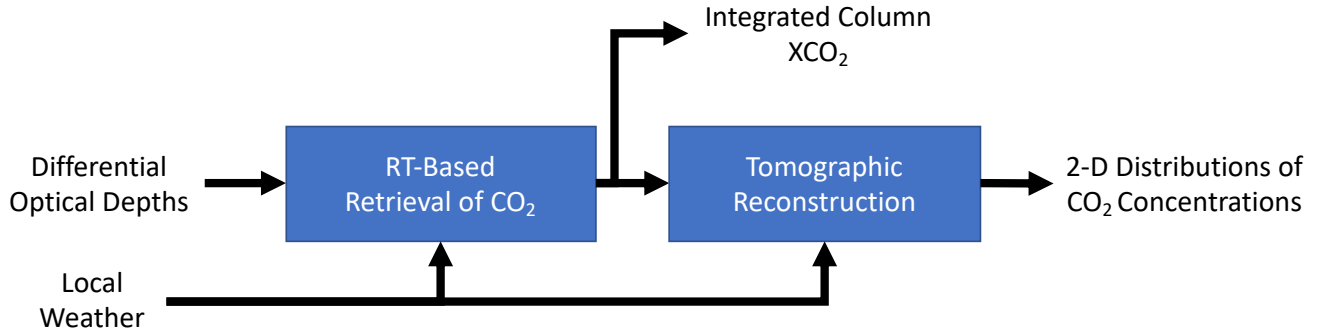 Integrated Column
XCO₂
Differential
Optical Depths
RT-Based
Retrieval of CO₂
Tomographic
Reconstruction
2-D Distributions of
CO₂ Concentrations
Local
Weather